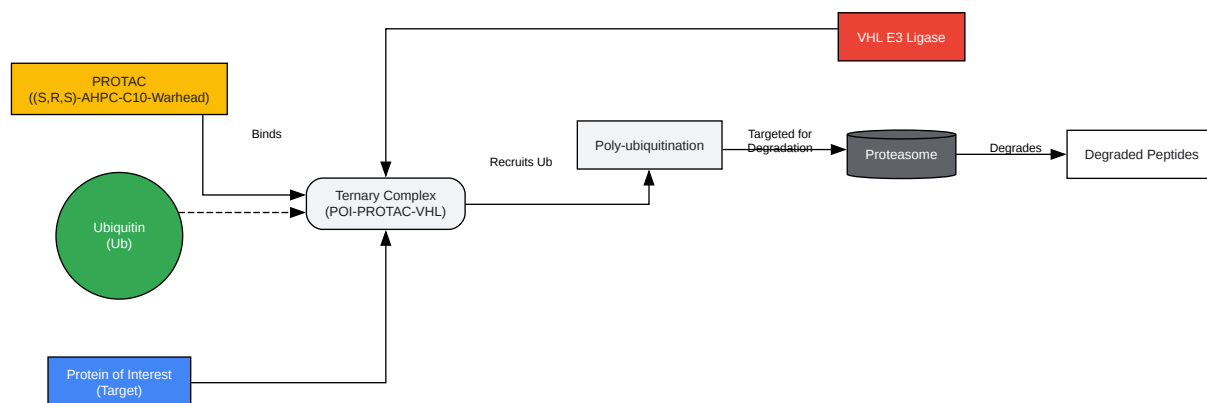 VHL E3 Ligase
PROTAC
((S,R,S)-AHPC-C10-Warhead)
Binds
Targeted for
Degradation
Poly-ubiquitination
Proteasome
Degrades
Degraded Peptides
Recruits Ub
Ternary Complex
(POI-PROTAC-VHL)
Ubiquitin
(Ub)
Protein of Interest
(Target)